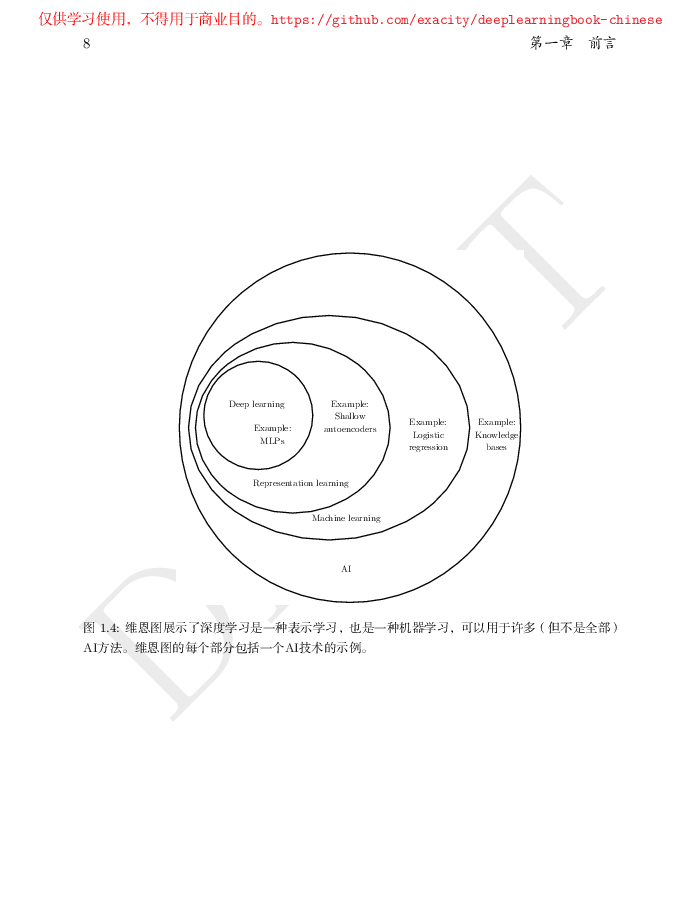 仅供学习使用，不得用于商业目的。https://github.com/exacity/deeplearningbook-chinese
8 第一章 前言
Deep learning
Example:
MLPs
Example:
Shallow
autoencoders
Example:
Logistic
regression
Example:
Knowledge
bases
Representation learning
Machine learning
AI
图 1.4: 维恩图展示了深度学习是一种表示学习，也是一种机器学习，可以用于许多（但不是全部）
AI方法。维恩图的每个部分包括一个AI技术的示例。